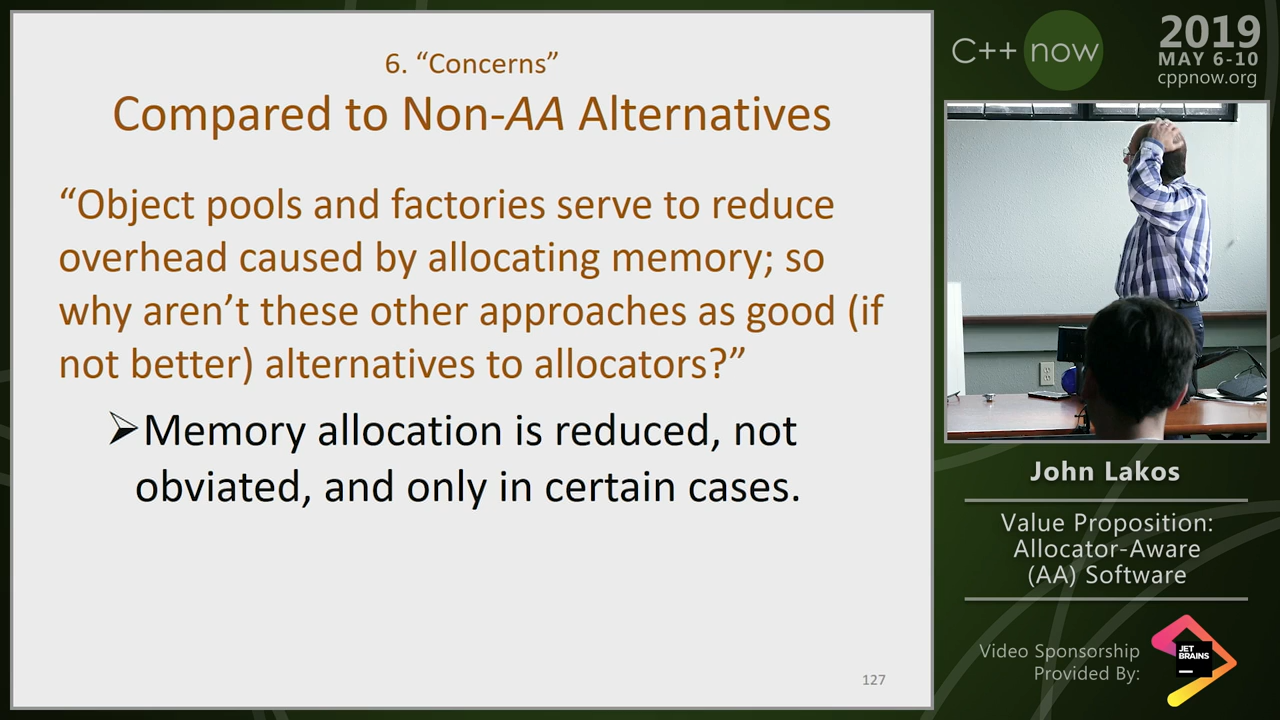 6. “Concerns”
Compared to Non-AA Alternatives
“Object pools and factories serve to reduce
overhead caused by allocating memory; so
why aren’t these other approaches as good (if
not better) alternatives to allocators?”
➢Memory allocation is reduced, not
obviated, and only in certain cases.
127
C++ now
2019
MAY 6-10
cppnow.org
John Lakos
Value Proposition:
Allocator-Aware
(AA) Software
Video Sponsorship
Provided By:
JET
BRAINS